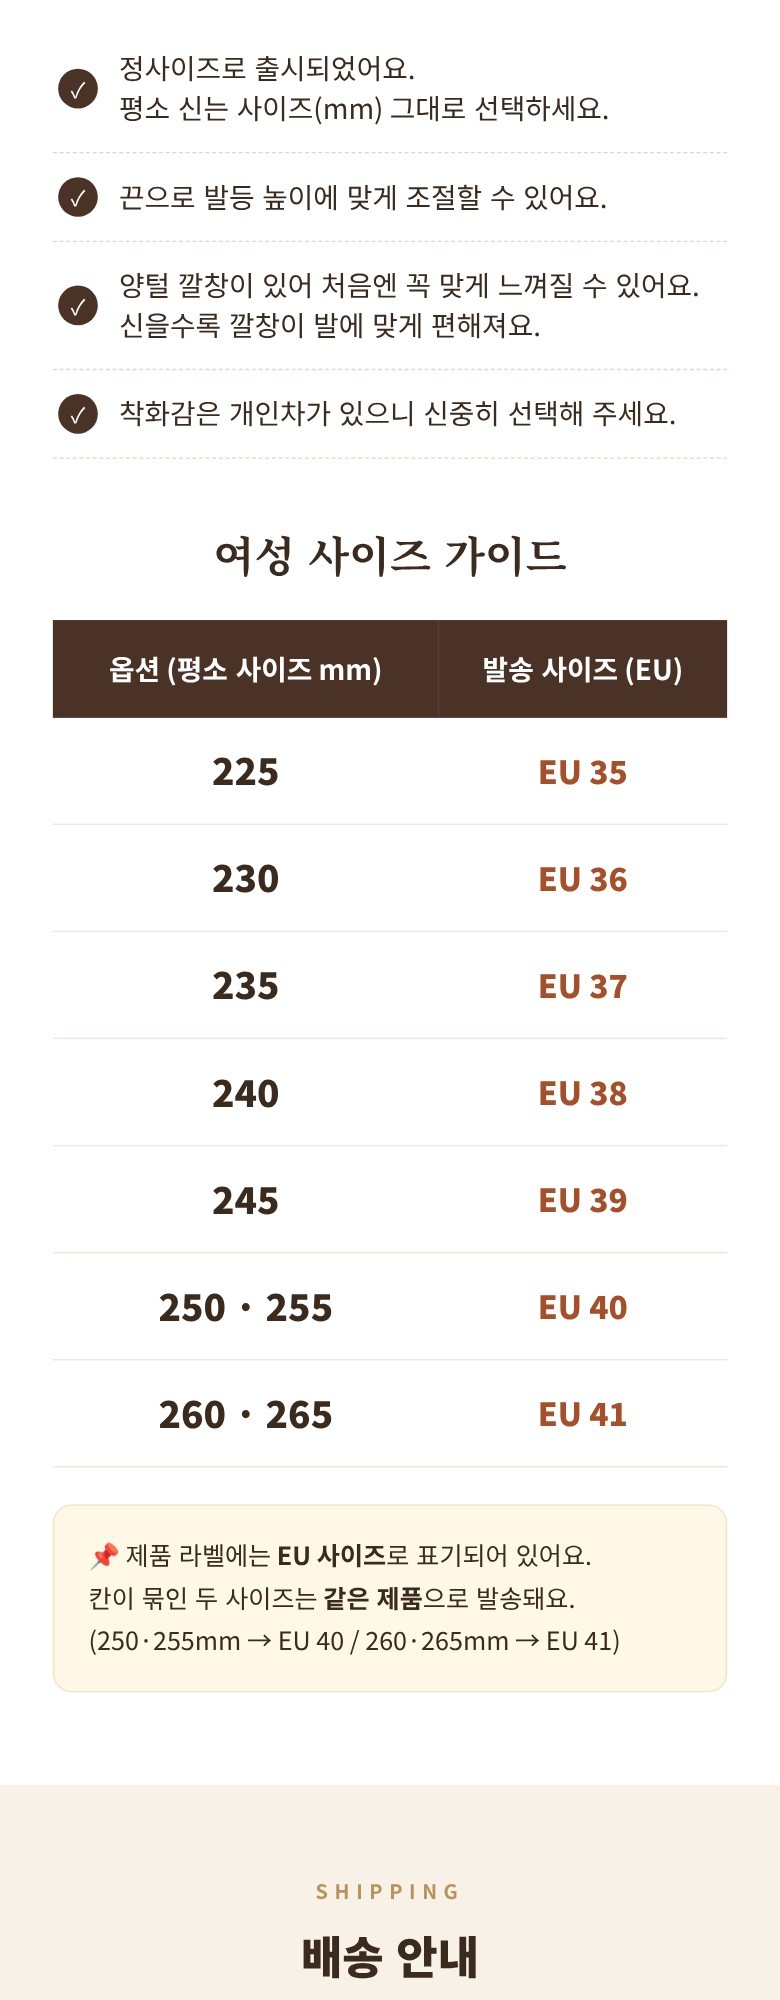 정사이즈로 출시되었어요.
평소 신는 사이즈(mm) 그대로 선택하세요.
끈으로 발등 높이에 맞게 조절할 수 있어요.
양털 깔창이 있어 처음엔 꼭 맞게 느껴질 수 있어요.
신을수록 깔창이 발에 맞게 편해져요.
착화감은 개인차가 있으니 신중히 선택해 주세요.
여성 사이즈 가이드
옵션 (평소 사이즈 mm) 발송 사이즈 (EU)
225 EU 35
230 EU 36
235 EU 37
240 EU 38
245 EU 39
250 · 255 EU 40
260 · 265 EU 41
📌 제품 라벨에는 EU 사이즈로 표기되어 있어요.
칸이 묶인 두 사이즈는 같은 제품으로 발송돼요.
(250·255mm → EU 40 / 260·265mm → EU 41)
SHIPPING
배송 안내